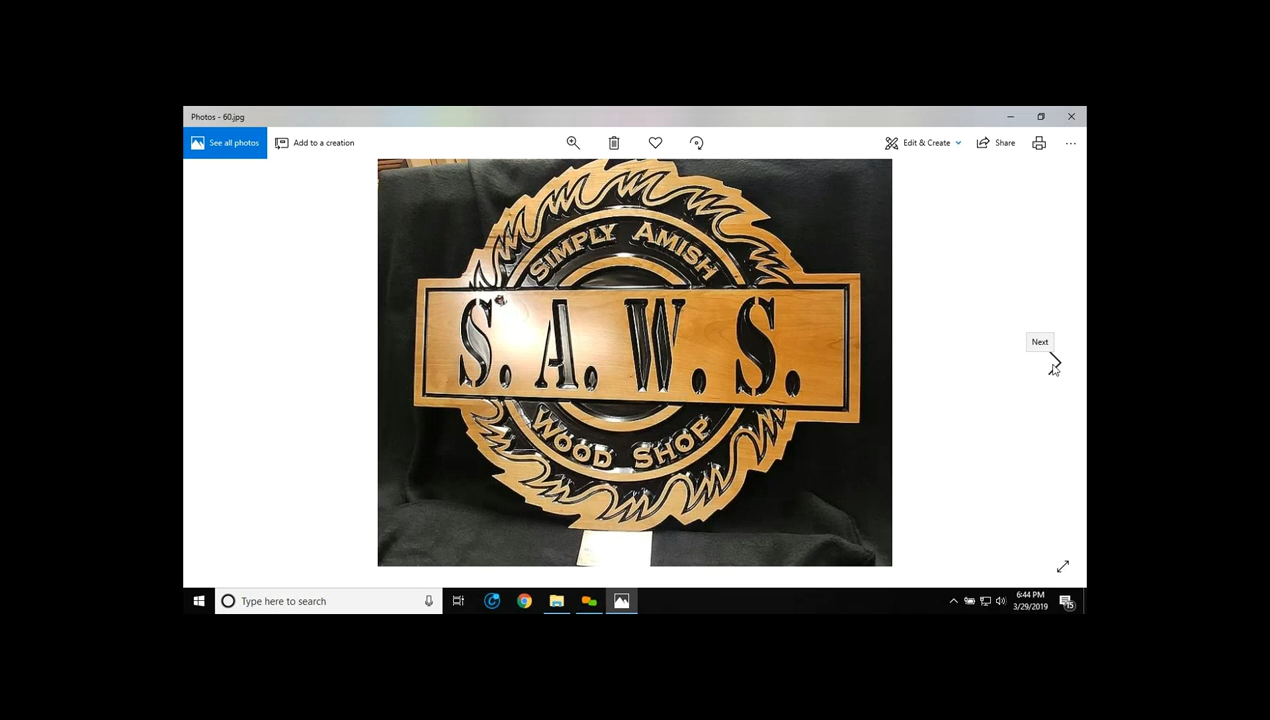 Photos - 60.jpg
See all photos
Add to a creation
Edit & Create
Share
SIMPLY AMISH
S.A.W.S.
WOOD SHOP
Next
Type here to search
6:44 PM
3/29/2019
15